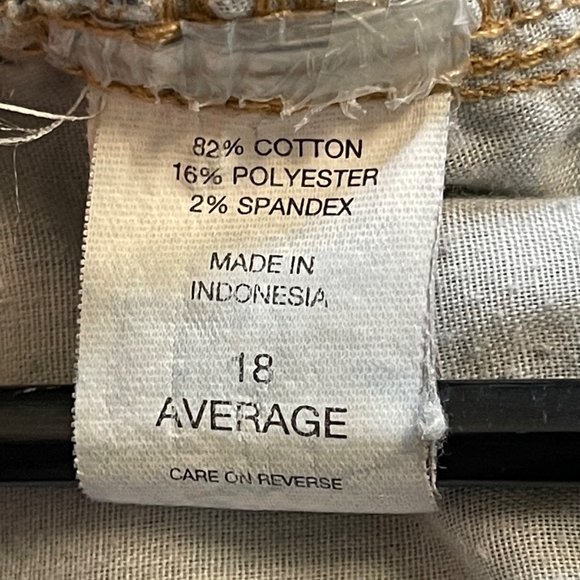 82% COTTON
16% POLYESTER
2% SPANDEX
MADE IN
INDONESIA
18
AVERAGE
CARE ON REVERSE